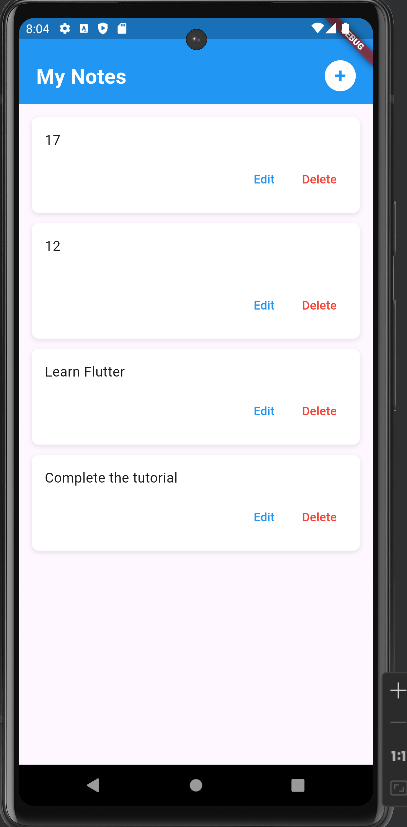 8:04
DEBUG
My Notes
+
17
Edit Delete
12
Edit Delete
Learn Flutter
Edit Delete
Complete the tutorial
Edit Delete
1:1